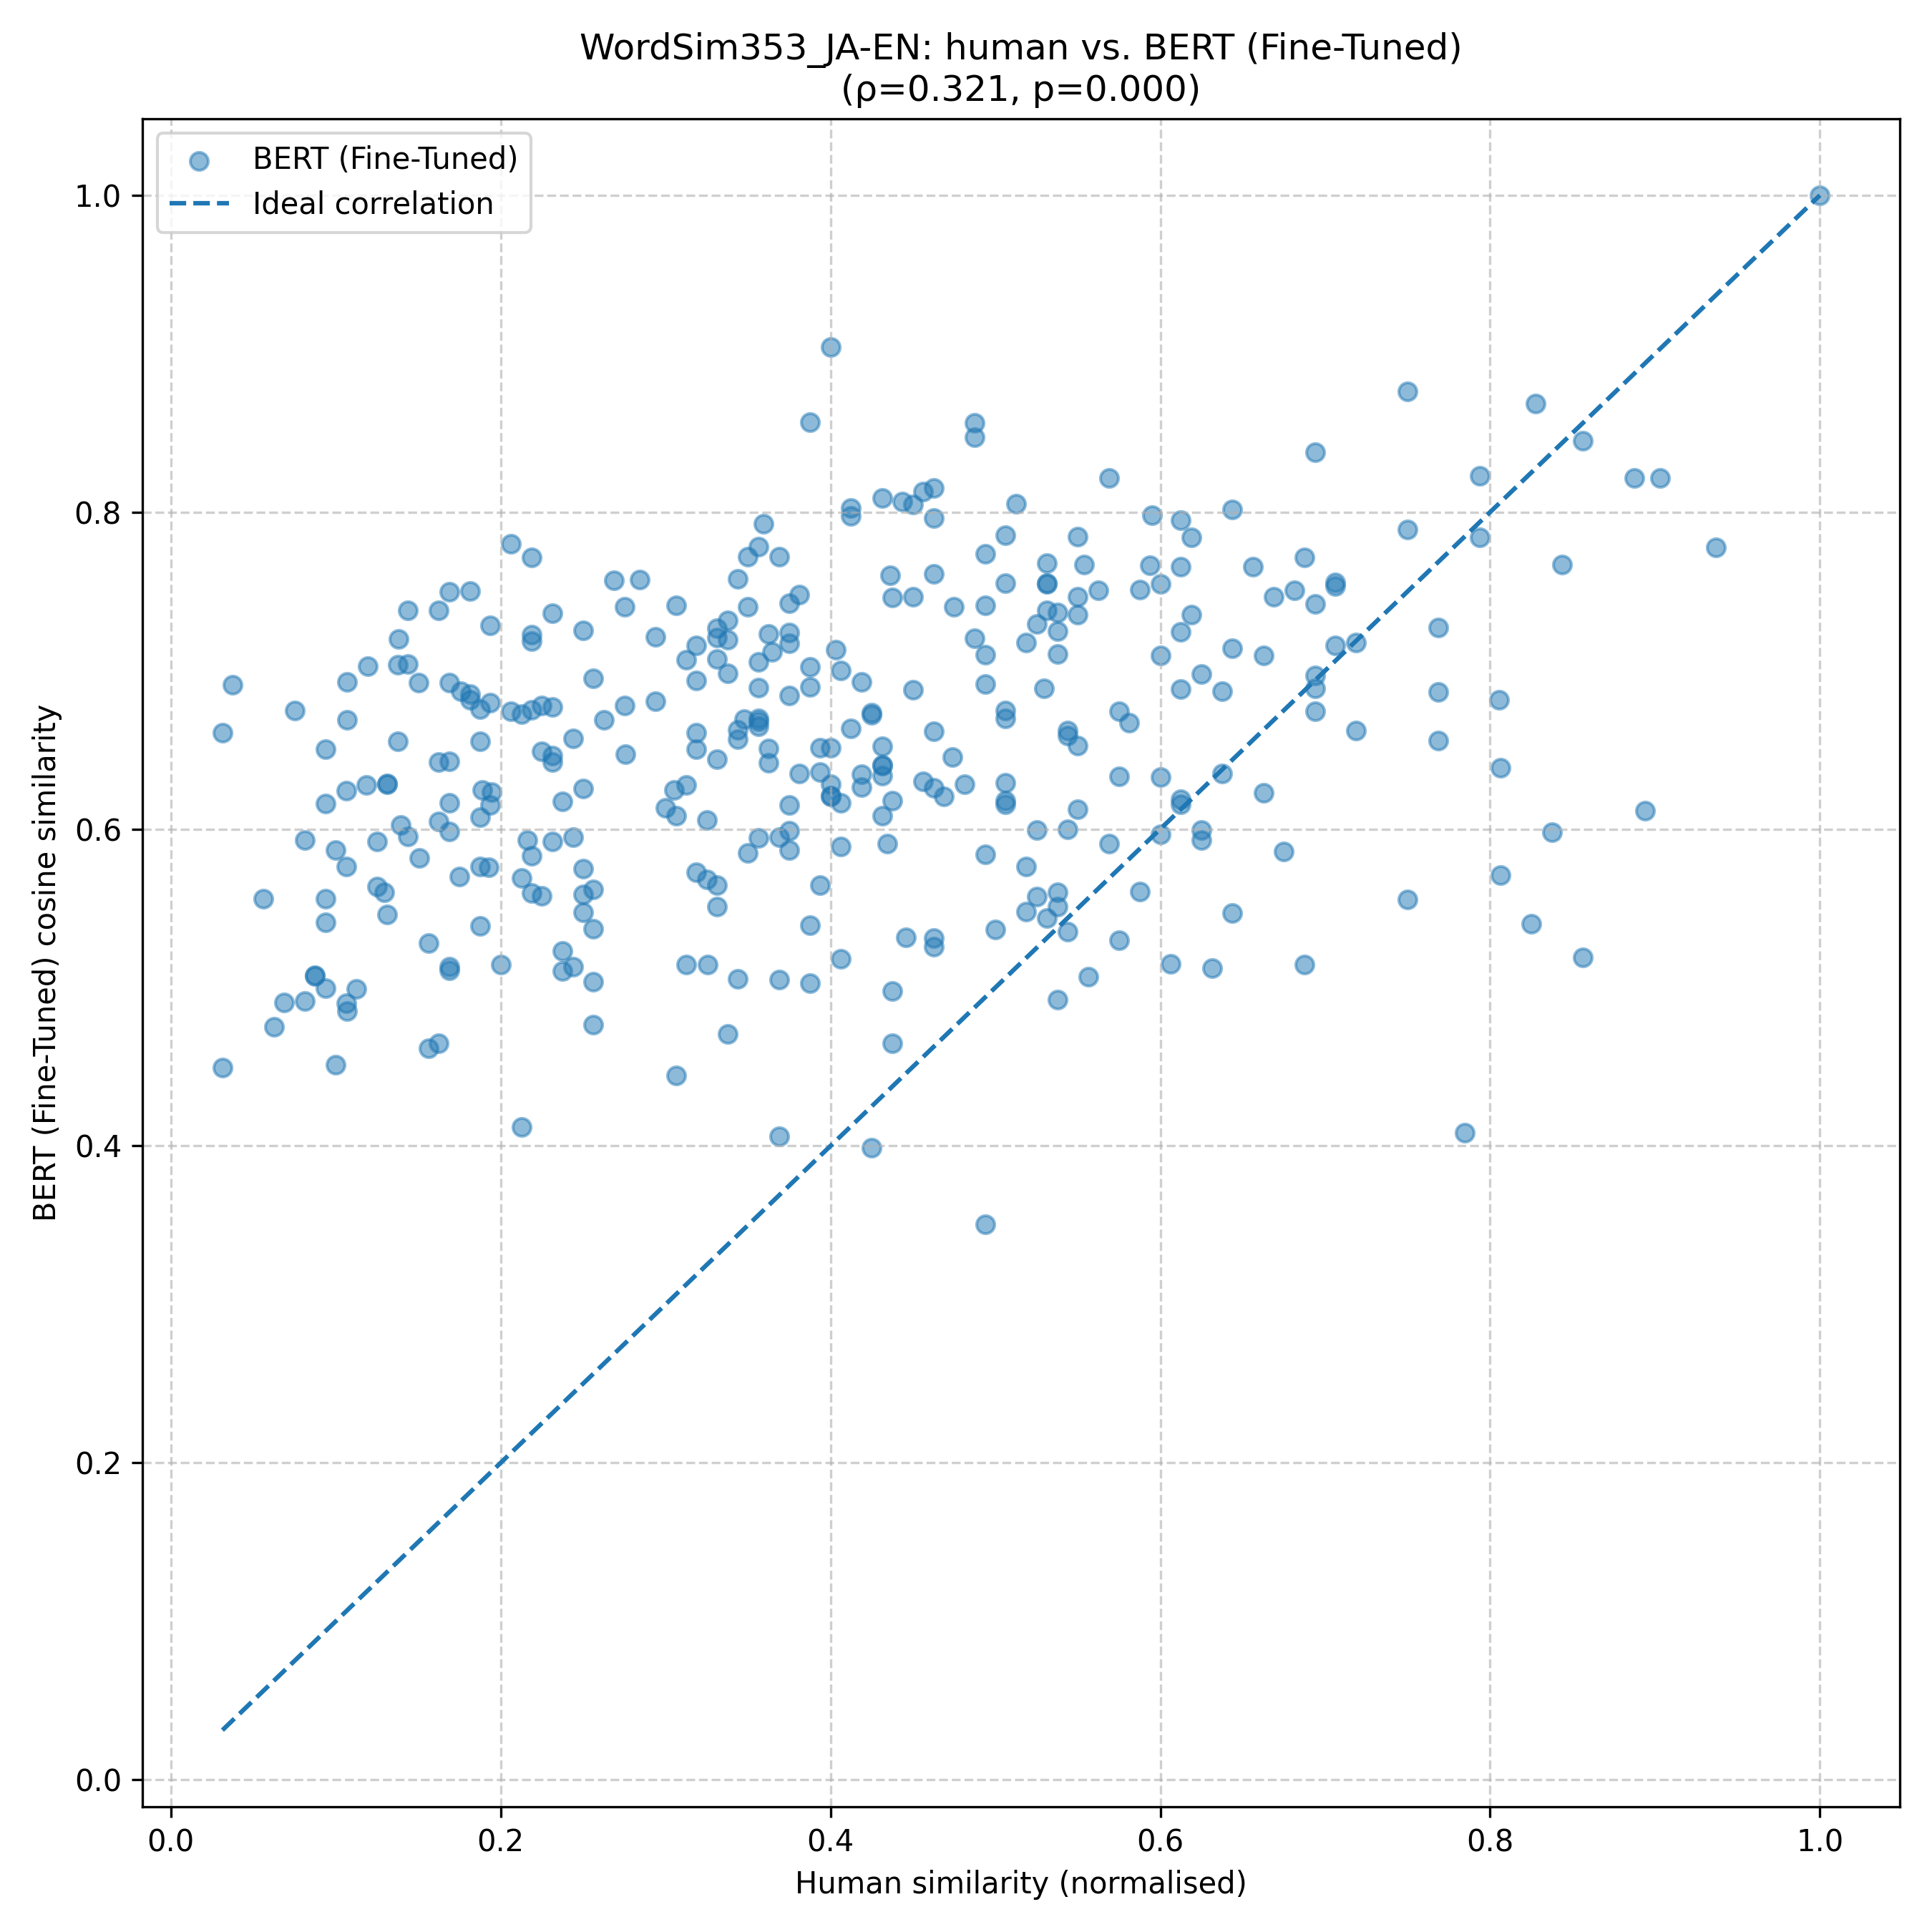 WordSim353_JA-EN: human vs. BERT (Fine-Tuned)
(ρ=0.321, p=0.000)
BERT (Fine-Tuned)
Ideal correlation
1.0
0.8
0.6
0.4
0.2
0.0
BERT (Fine-Tuned) cosine similarity
0.0 0.2 0.4 0.6 0.8 1.0
Human similarity (normalised)